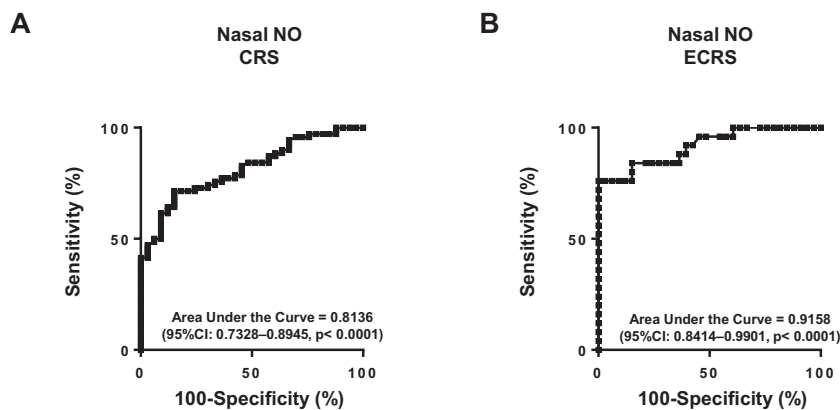 A
Nasal NO
CRS
100
50
0
Sensitivity (%)
Area Under the Curve = 0.8136
(95%CI: 0.7328–0.8945, p< 0.0001)
0
50
100
100-Specificity (%)
B
Nasal NO
ECRS
100
50
0
Sensitivity (%)
Area Under the Curve = 0.9158
(95%CI: 0.8414–0.9901, p< 0.0001)
0
50
100
100-Specificity (%)